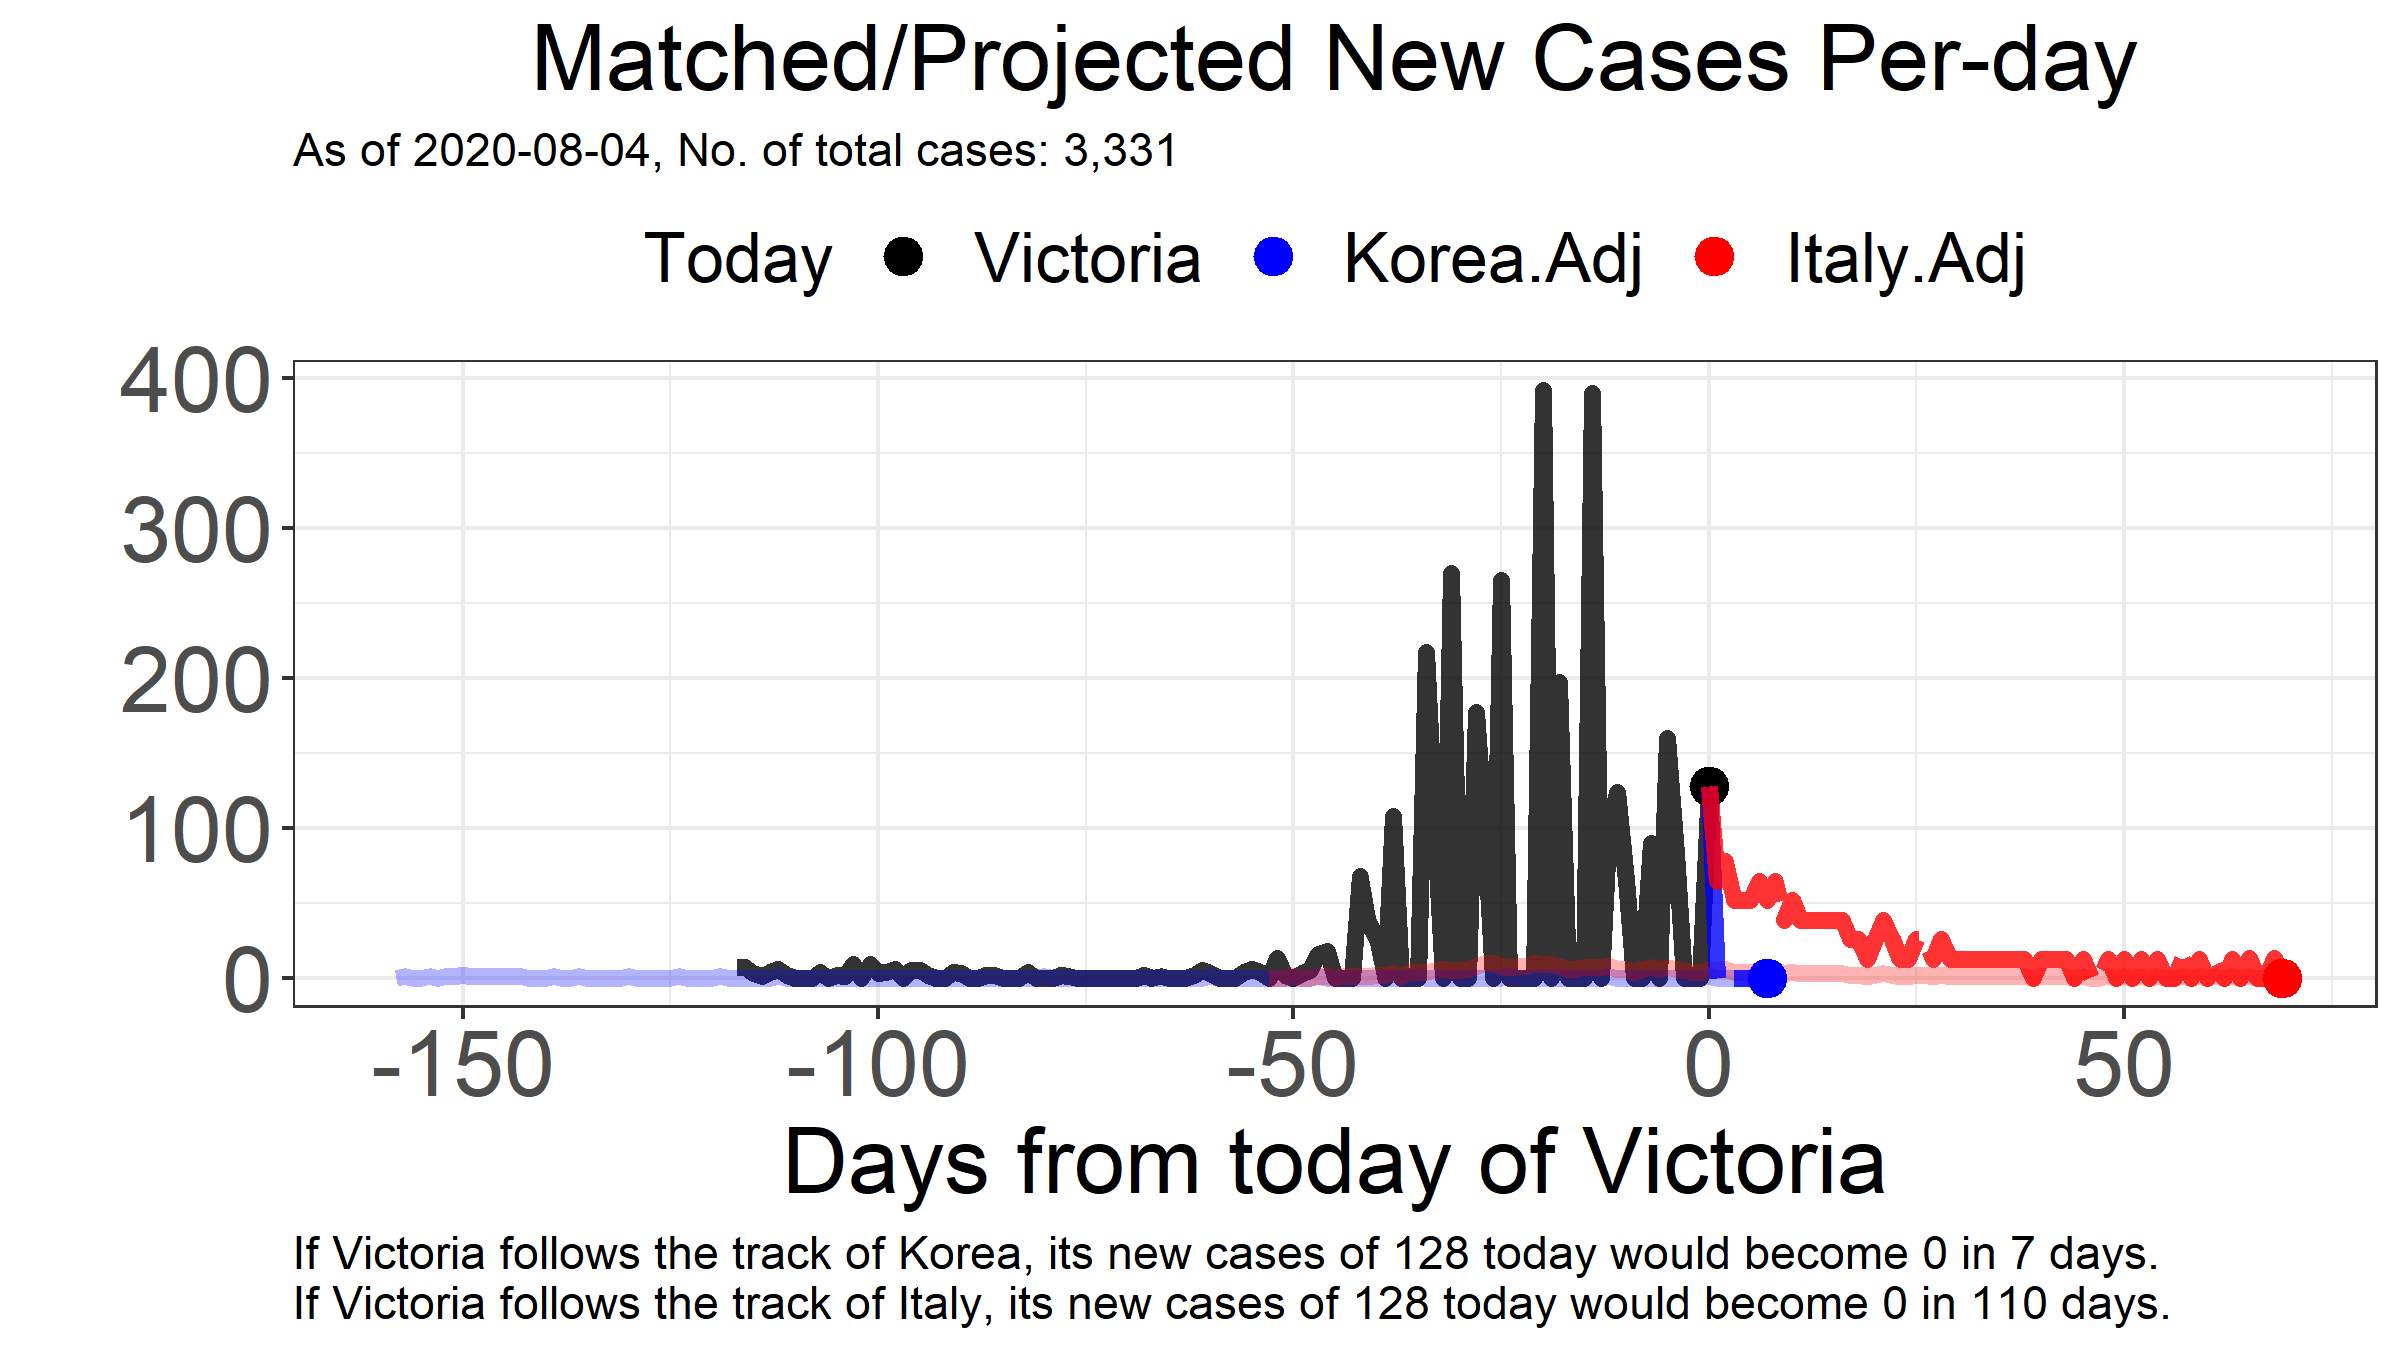 Matched/Projected New Cases Per-day
As of 2020-08-04, No. of total cases: 3,331
Today Victoria Korea.Adj Italy.Adj
400
300
200
100
0
-150 -100 -50 0 50
Days from today of Victoria
If Victoria follows the track of Korea, its new cases of 128 today would become 0 in 7 days.
If Victoria follows the track of Italy, its new cases of 128 today would become 0 in 110 days.